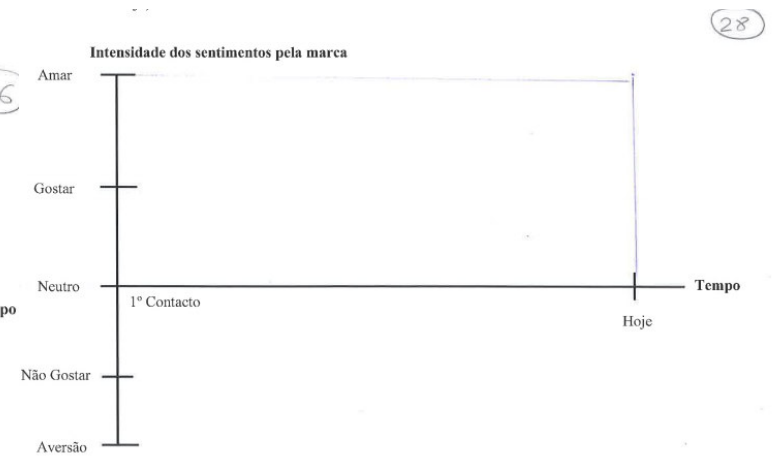 28
Intensidade dos sentimentos pela marca
Amar
6
Gostar
Neutro
Tempo
1º Contacto
po
Hoje
Não Gostar
Aversão